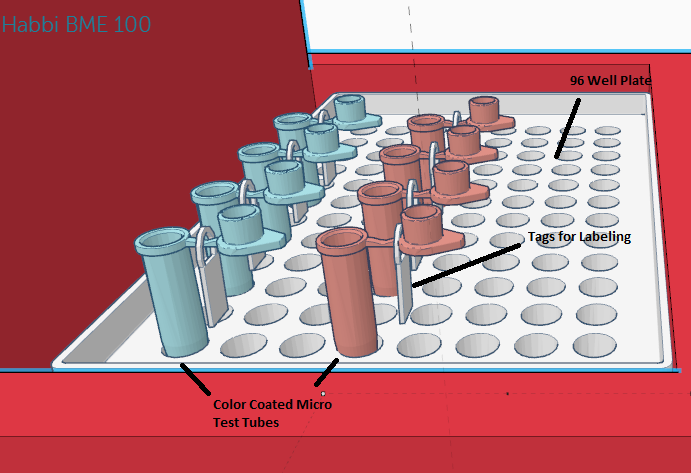 Habbi BME 100
96 Well Plate
Tags for Labeling
Color Coated Micro
Test Tubes